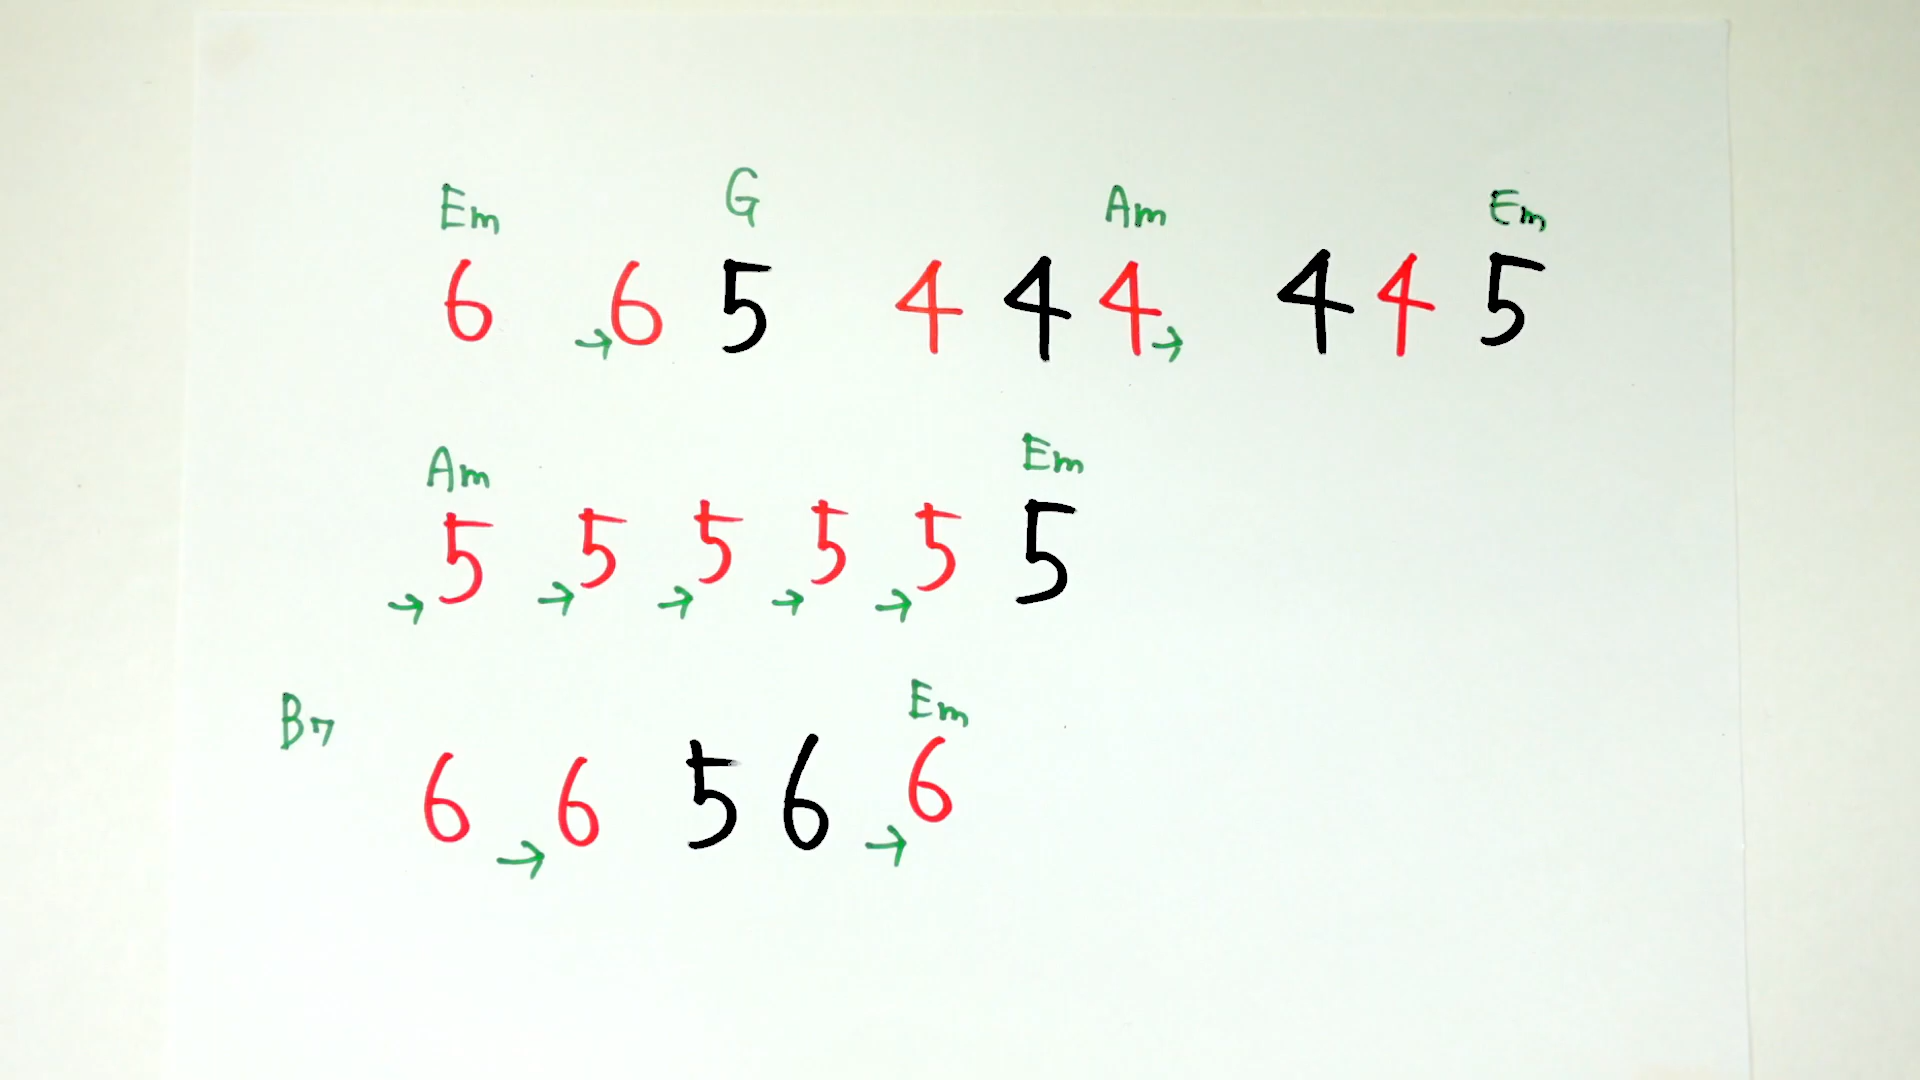 Em G Am Em
6 →6 5 4 4 4→ 4 4 5
Am Em
→5 →5 →5 →5 →5 5
B7 Em
6 →6 5 6 →6